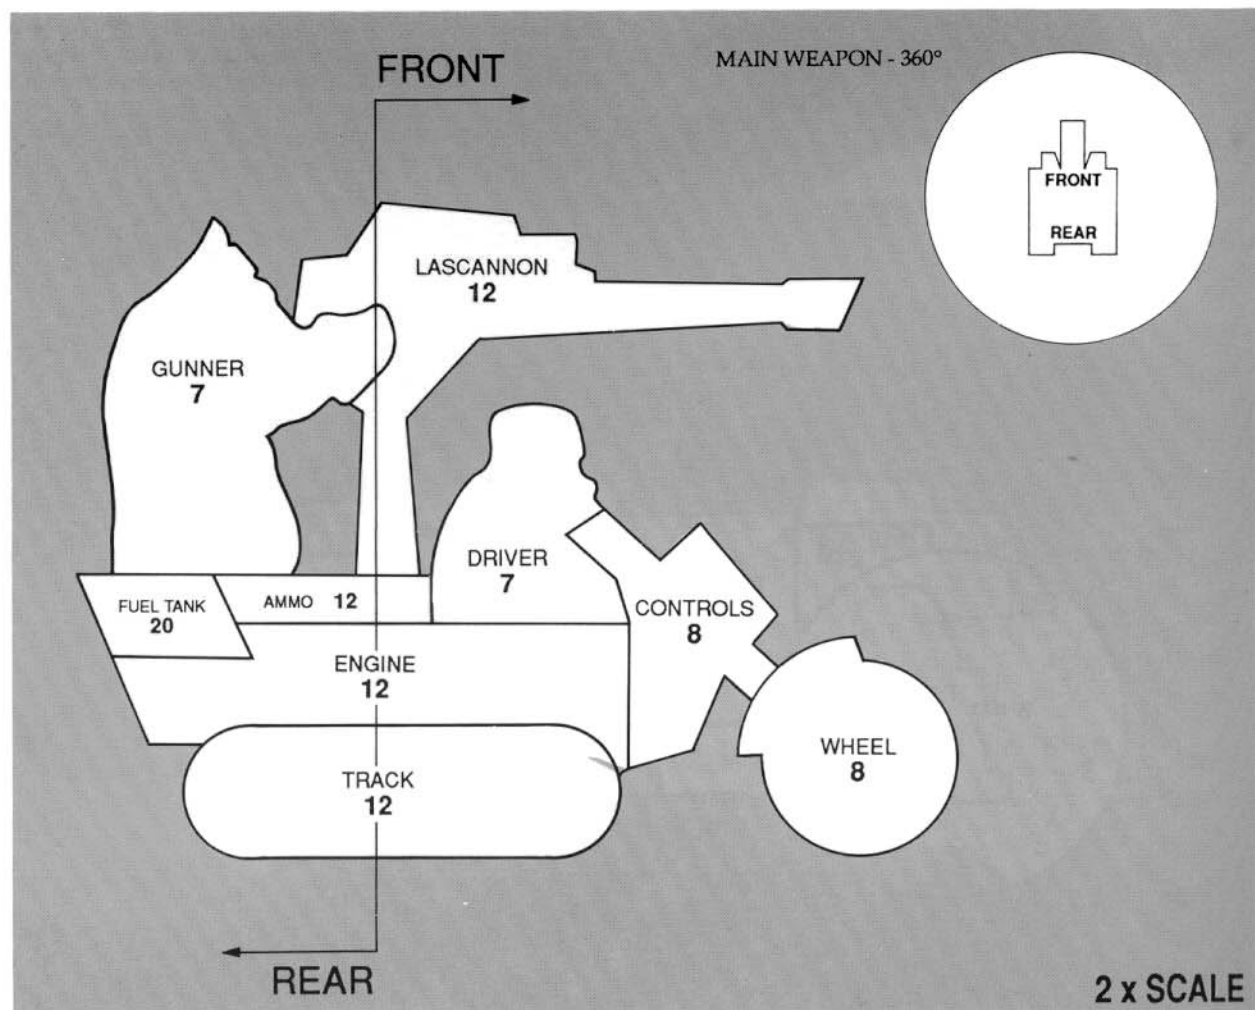 FRONT
MAIN WEAPON - 360°
FRONT
REAR
LASCANNON
12
GUNNER
7
DRIVER
7
FUEL TANK
20
AMMO 12
CONTROLS
8
ENGINE
12
WHEEL
8
TRACK
12
REAR
2 x SCALE